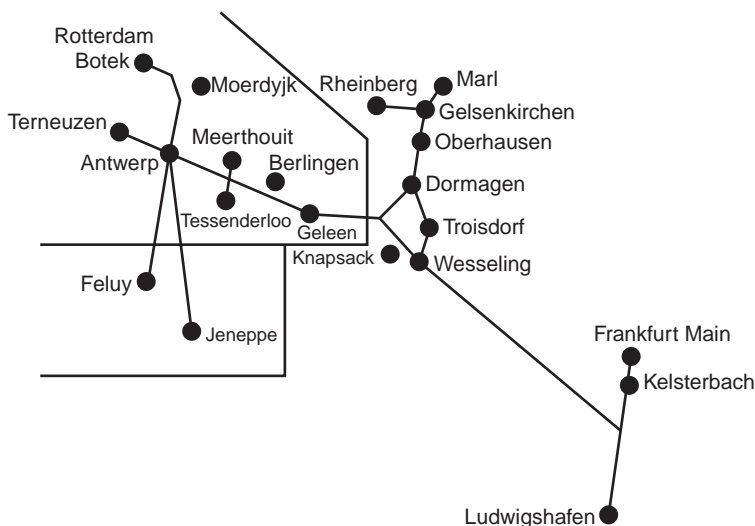 Rotterdam
Botek
Moerdyjk
Rheinberg
Marl
Gelsenkirchen
Terneuzen
Meerthouit
Oberhausen
Antwerp
Berlingen
Dormagen
Tessenderloo
Geleen
Troisdorf
Knapsack
Wesseling
Feluy
Jeneppe
Frankfurt Main
Kelsterbach
Ludwigshafen